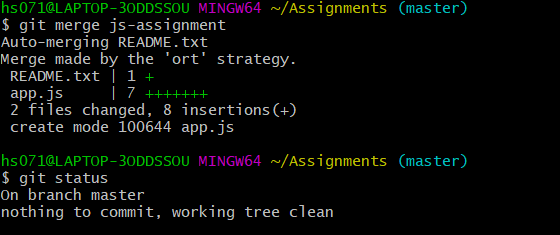 hs071@LAPTOP-3ODDSSOU MINGW64 ~/Assignments (master)
$ git merge js-assignment
Auto-merging README.txt
Merge made by the 'ort' strategy.
 README.txt | 1 +
 app.js     | 7 +++++++
 2 files changed, 8 insertions(+)
 create mode 100644 app.js

hs071@LAPTOP-3ODDSSOU MINGW64 ~/Assignments (master)
$ git status
On branch master
nothing to commit, working tree clean